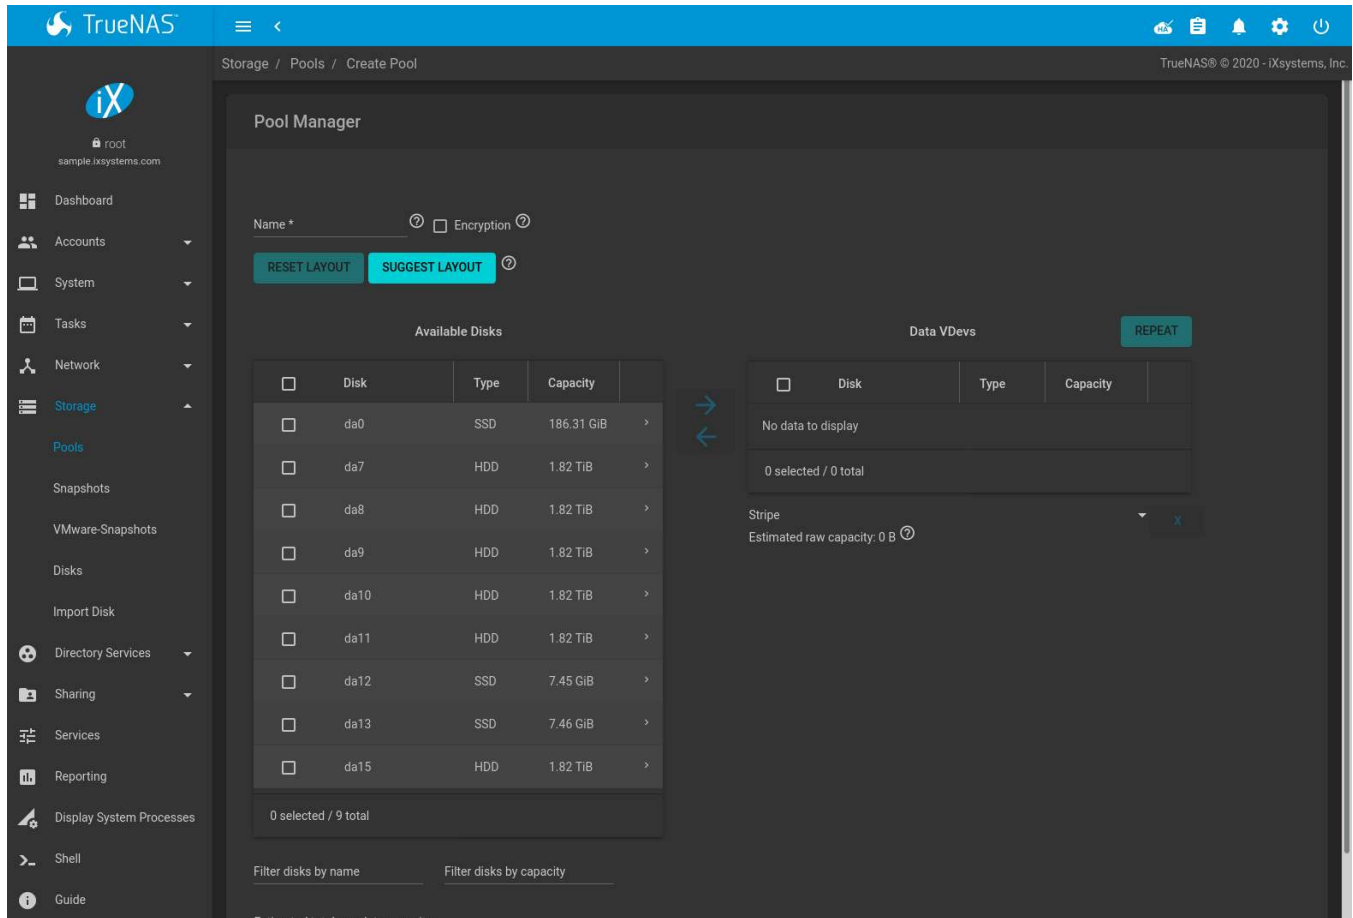 TrueNAS™
HA
Storage / Pools / Create Pool
TrueNAS® © 2020 - iXsystems, Inc.
iX
root
sample.ixsystems.com
Dashboard
Accounts
System
Tasks
Network
Storage
Pools
Snapshots
VMware-Snapshots
Disks
Import Disk
Directory Services
Sharing
Services
Reporting
Display System Processes
Shell
Guide
Pool Manager
Name * ? Encryption ?
RESET LAYOUT SUGGEST LAYOUT ?
Available Disks
Disk Type Capacity
da0 SSD 186.31 GiB
da7 HDD 1.82 TiB
da8 HDD 1.82 TiB
da9 HDD 1.82 TiB
da10 HDD 1.82 TiB
da11 HDD 1.82 TiB
da12 SSD 7.45 GiB
da13 SSD 7.46 GiB
da15 HDD 1.82 TiB
0 selected / 9 total
Filter disks by name Filter disks by capacity
Data VDevs REPEAT
Disk Type Capacity
No data to display
0 selected / 0 total
Stripe X
Estimated raw capacity: 0 B ?